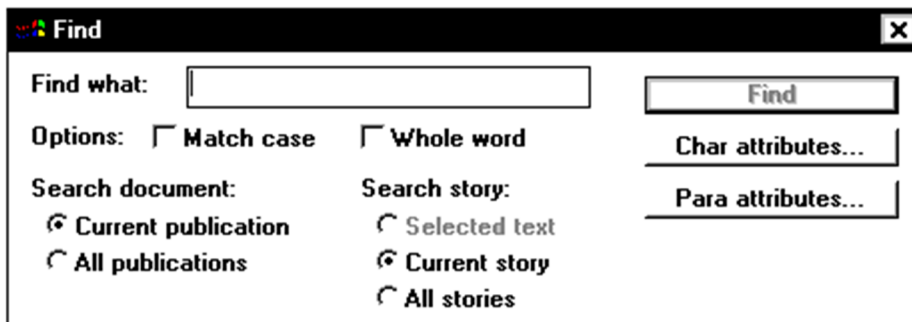 Find
Find what:
Find
Options: Match case Whole word
Char attributes...
Search document: Search story:
Para attributes...
Current publication Selected text
All publications Current story
All stories